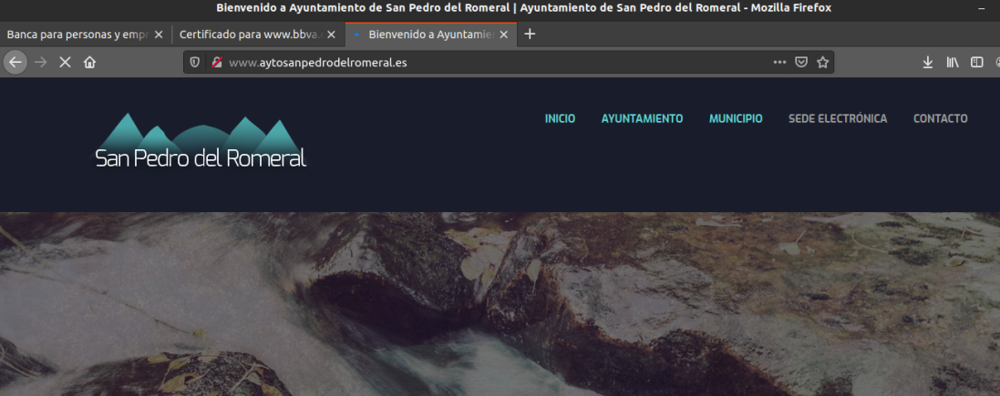 Bienvenido a Ayuntamiento de San Pedro del Romeral | Ayuntamiento de San Pedro del Romeral - Mozilla Firefox
Banca para personas y empr
Certificado para www.bbva.
Bienvenido a Ayuntamie
www.aytosanpedrodelromeral.es
INICIO AYUNTAMIENTO MUNICIPIO SEDE ELECTRÓNICA CONTACTO
San Pedro del Romeral